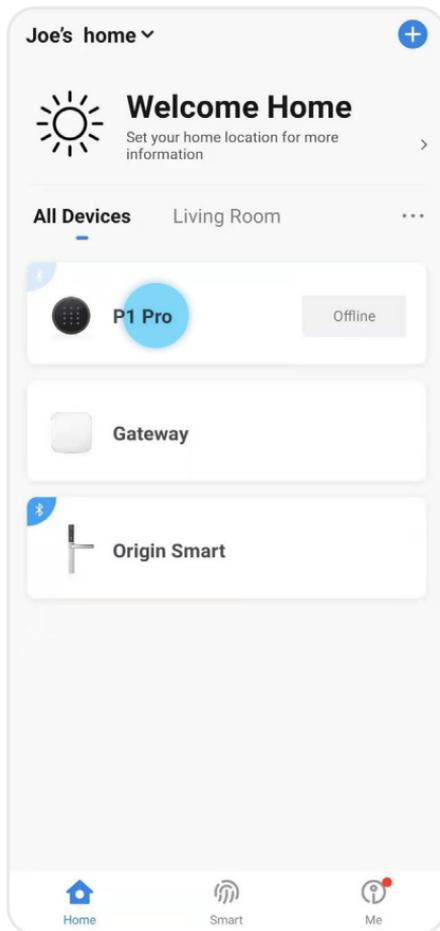 Joe's home
Welcome Home
Set your home location for more
information
All Devices
Living Room
P1 Pro
Offline
Gateway
Origin Smart
Home
Smart
Me